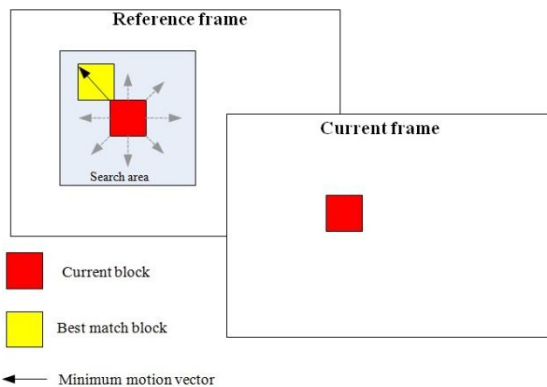 Reference frame
Current frame
Search area
Current block
Best match block
Minimum motion vector